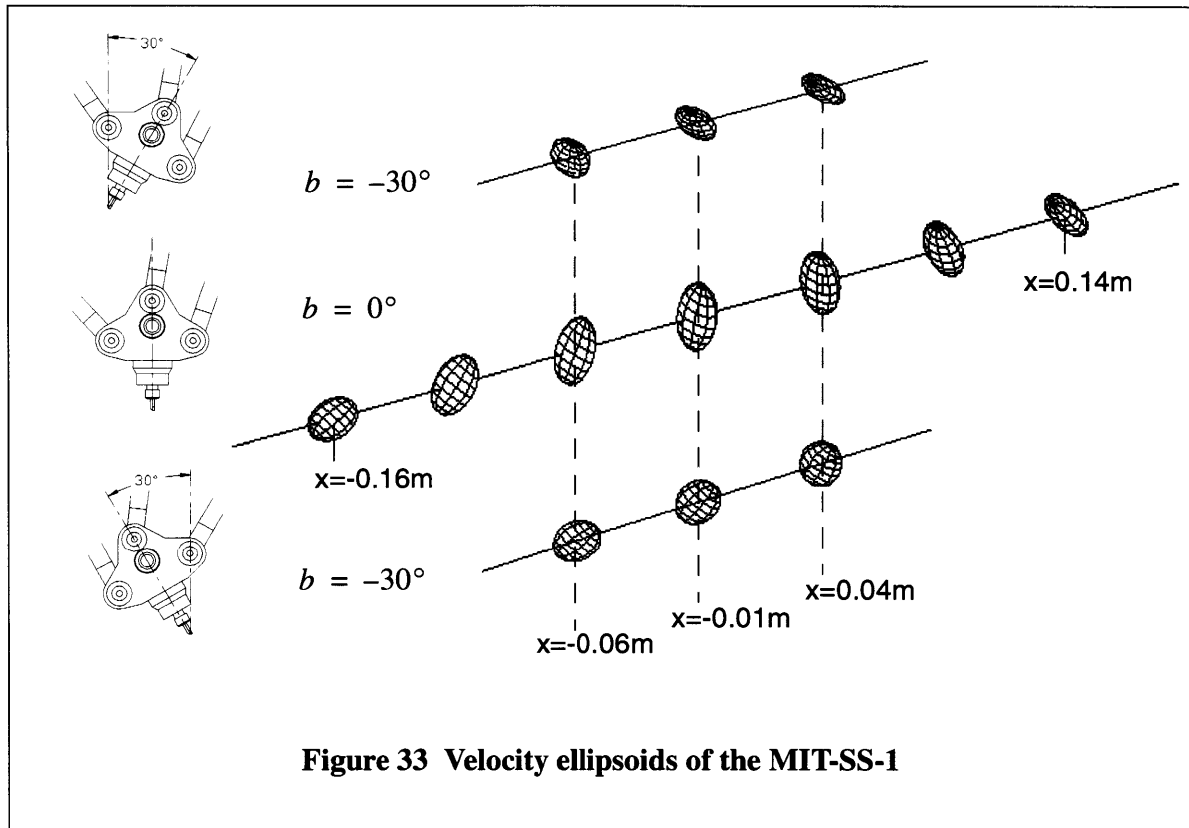 30°
b = –30°
x=0.14m
b = 0°
x=-0.16m
30°
b = –30°
x=0.04m
x=-0.01m
x=-0.06m
Figure 33 Velocity ellipsoids of the MIT-SS-1